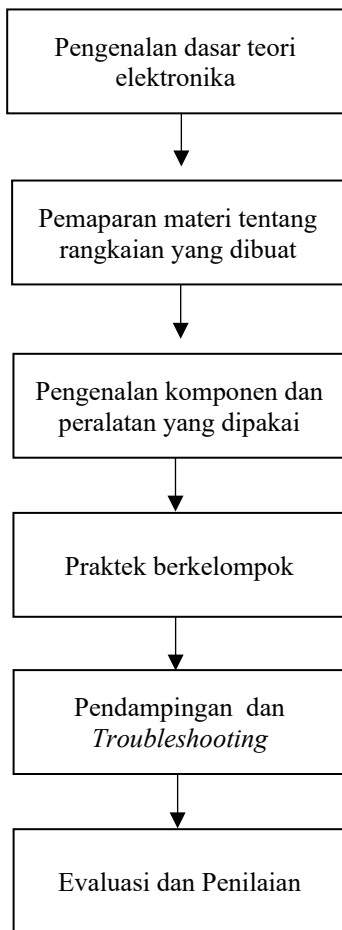 Pengenalan dasar teori
elektronika
Pemaparan materi tentang
rangkaian yang dibuat
Pengenalan komponen dan
peralatan yang dipakai
Praktek berkelompok
Pendampingan dan
Troubleshooting
Evaluasi dan Penilaian